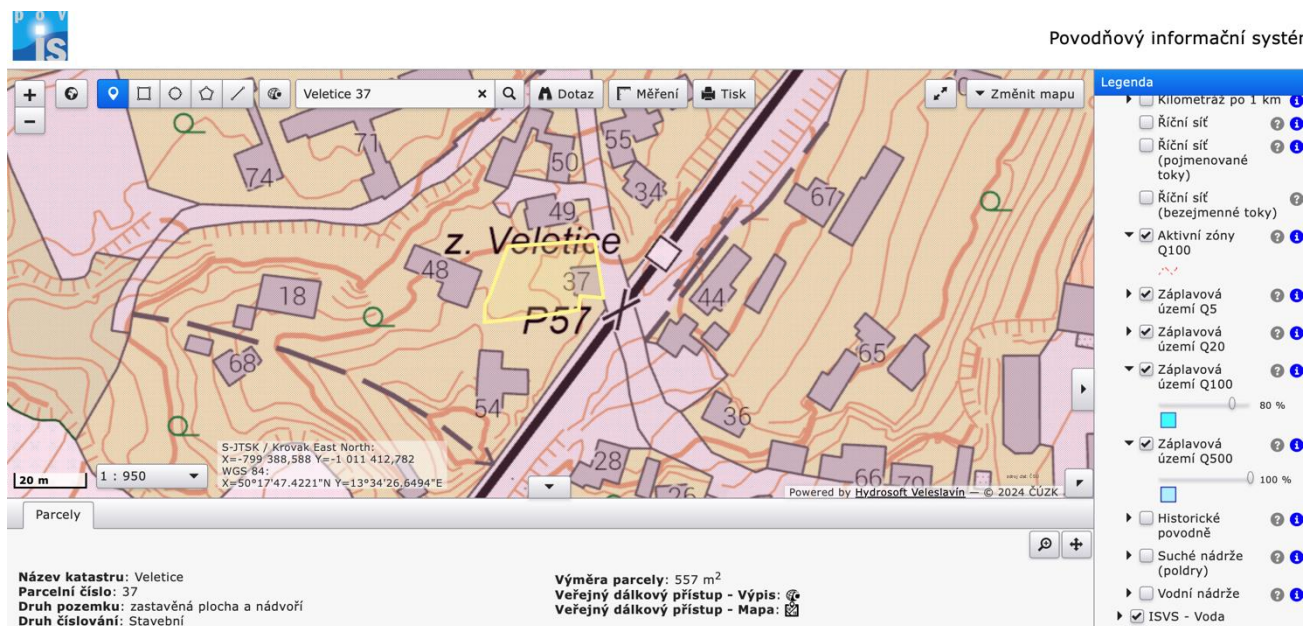 pov
is
Povodňový informační systém
+
−
Veletice 37
×
Dotaz
Měření
Tisk
Změnit mapu
71
74
50
55
34
49
67
z. Veletice
48
37
18
P57
44
68
65
54
36
28
26
66
70
S-JTSK / Krovak East North:
X=-799 388,588 Y=-1 011 412,782
WGS 84:
X=50°17'47.4221"N Y=13°34'26,6494"E
20 m
1 : 950
Powered by Hydrosoft Veleslavín — © 2024 ČÚZK
Legenda
Kilometráž po 1 km
Říční síť
Říční síť
(pojmenované
toky)
Říční síť
(bezejmenné toky)
Aktivní zóny
Q100
Záplavová
území Q5
Záplavová
území Q20
Záplavová
území Q100
80 %
Záplavová
území Q500
100 %
Historické
povodně
Suché nádrže
(poldry)
Vodní nádrže
ISVS - Voda
Parcely
Název katastru: Veletice
Parcelní číslo: 37
Druh pozemku: zastavěná plocha a nádvoří
Druh číslování: Stavební
Výměra parcely: 557 m²
Veřejný dálkový přístup - Výpis:
Veřejný dálkový přístup - Mapa: